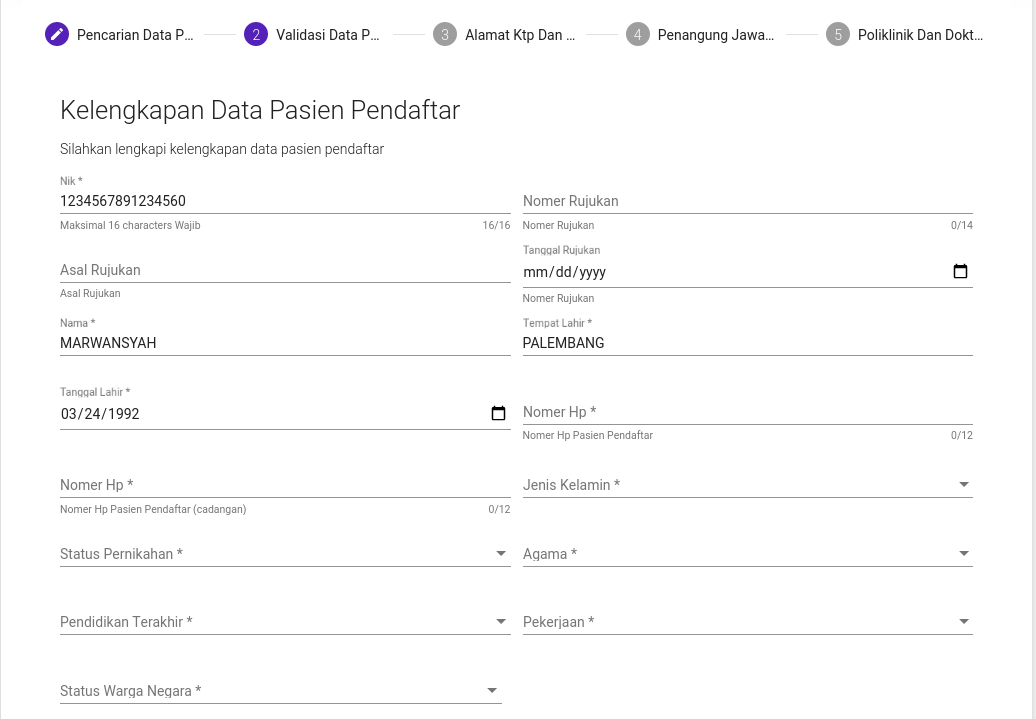 Pencarian Data P...
2 Validasi Data P...
3 Alamat Ktp Dan ...
4 Penangung Jawa...
5 Poliklinik Dan Dokt...
Kelengkapan Data Pasien Pendaftar
Silahkan lengkapi kelengkapan data pasien pendaftar
Nik *
1234567891234560
Maksimal 16 characters Wajib 16/16
Nomer Rujukan
Nomer Rujukan 0/14
Asal Rujukan
Asal Rujukan
Tanggal Rujukan
mm/dd/yyyy
Nomer Rujukan
Nama *
MARWANSYAH
Tempat Lahir *
PALEMBANG
Tanggal Lahir *
03/24/1992
Nomer Hp *
Nomer Hp Pasien Pendaftar 0/12
Nomer Hp *
Nomer Hp Pasien Pendaftar (cadangan) 0/12
Jenis Kelamin *
Status Pernikahan *
Agama *
Pendidikan Terakhir *
Pekerjaan *
Status Warga Negara *